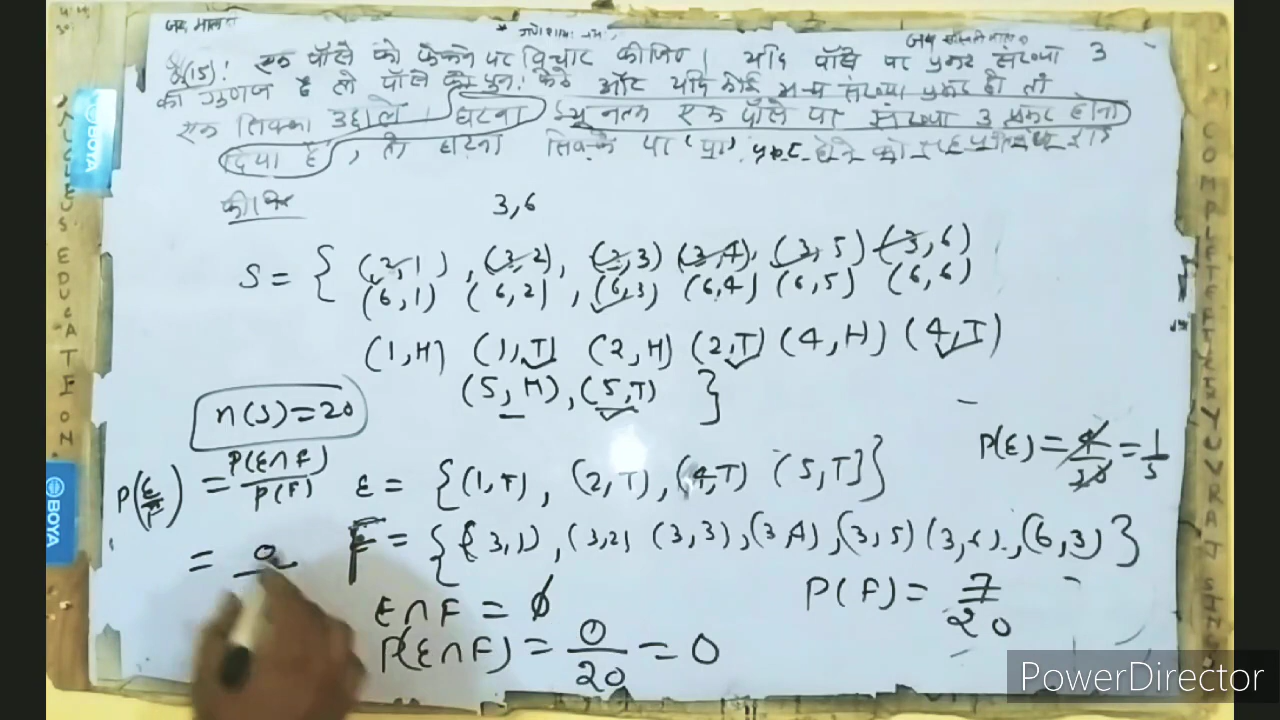 जय माता
प्र(15)! एक पाँसे को फेंकने पर विचार कीजिए। यदि पाँसे पर प्रकट संख्या 3
का गुणज है तो पाँसे को पुनः फेंके और यदि कोई अन्य संख्या प्रकट हो तो
एक सिक्का उछाले। घटना न्यूनतम एक पाँसे पर संख्या 3 प्रकट होना
दिया है, तो घटना सिक्के पर 'पट' प्रकट होने की
3,6
S = { (3,1), (3,2), (3,3) (3,4), (3,5) (3,6)
(6,1) (6,2), (6,3) (6,4) (6,5) (6,6)
(1,H) (1,T) (2,H) (2,T) (4,H) (4,T)
(5,H), (5,T) }
n(S)=20
P(E) = 4/20 = 1/5
P(E/F) = P(E∩F)/P(F)
E = {(1,T), (2,T), (4,T) (5,T)}
= 0
F = {(3,1), (3,2) (3,3), (3,4), (3,5) (3,6), (6,3)}
E∩F = ϕ
P(F) = 7/20
P(E∩F) = 0/20 = 0
BOYA
BOYA
PowerDirector